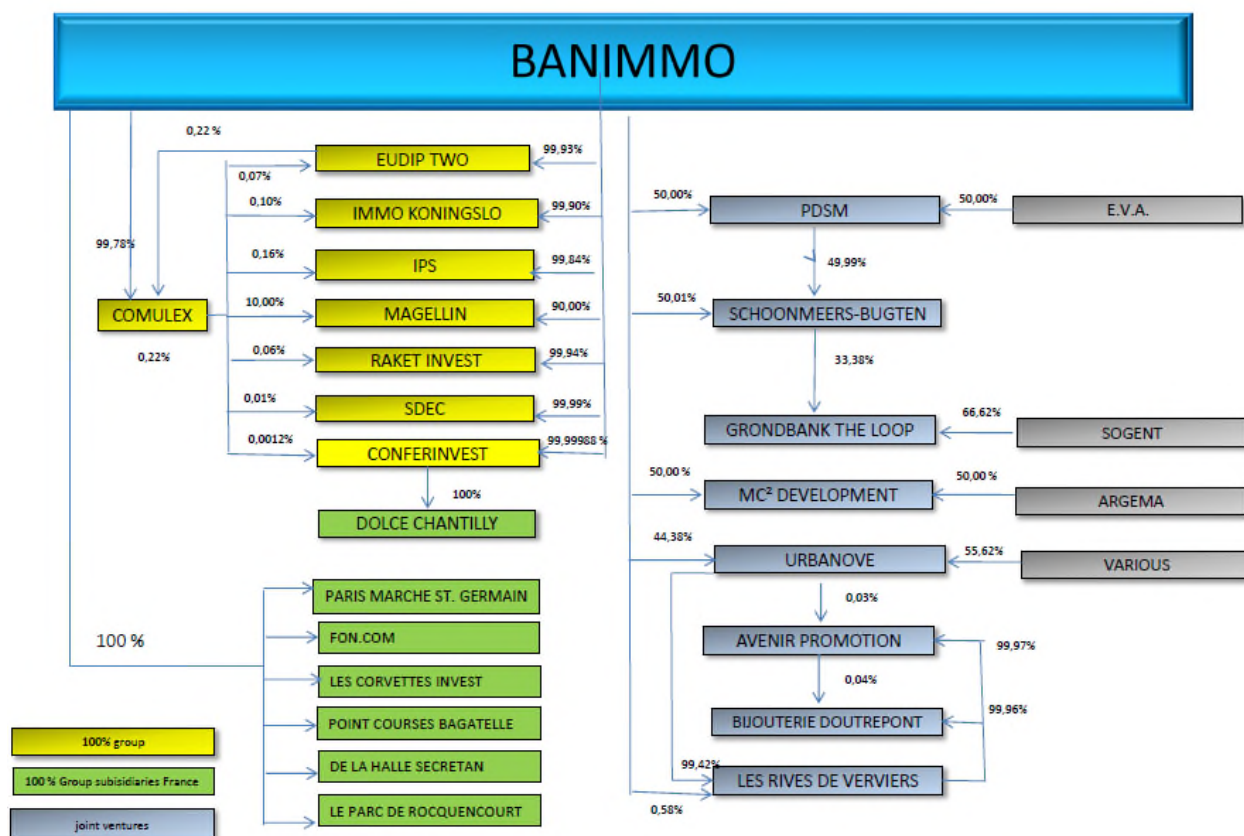 BANIMMO
0,22 %
EUDIP TWO
99,93%
0,07%
0,10%
IMMO KONINGSLO
99,90%
50,00%
PDSM
50,00%
E.V.A.
99,78%
0,16%
IPS
99,84%
49,99%
COMULEX
10,00%
MAGELLIN
90,00%
50,01%
SCHOONMEERS-BUGTEN
0,22%
0,06%
RAKET INVEST
99,94%
33,38%
0,01%
SDEC
99,99%
66,62%
0,0012%
CONFERINVEST
99,99988 %
GRONDBANK THE LOOP
SOGENT
100%
50,00 %
MC² DEVELOPMENT
50,00 %
ARGEMA
DOLCE CHANTILLY
44,38%
URBANOVE
55,62%
VARIOUS
PARIS MARCHE ST. GERMAIN
0,03%
100 %
FON.COM
AVENIR PROMOTION
99,97%
LES CORVETTES INVEST
0,04%
POINT COURSES BAGATELLE
BIJOUTERIE DOUTREPONT
99,96%
100% group
DE LA HALLE SECRETAN
99,42%
LES RIVES DE VERVIERS
100 % Group subisidiaries France
LE PARC DE ROCQUENCOURT
0,58%
joint ventures